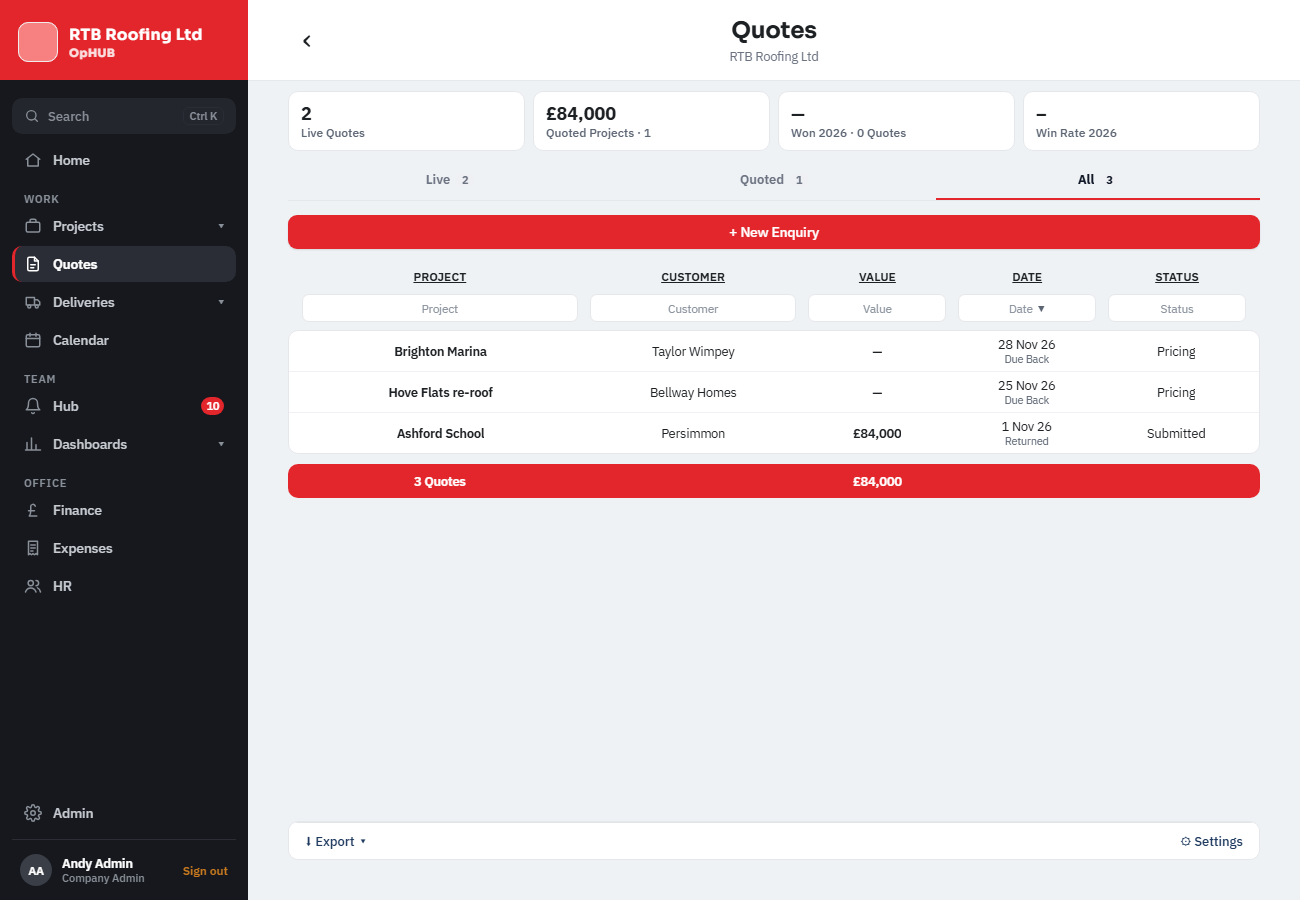 RTB Roofing Ltd
OpHUB
Search Ctrl K
Home
WORK
Projects
Quotes
Deliveries
Calendar
TEAM
Hub 10
Dashboards
OFFICE
Finance
Expenses
HR
Admin
AA Andy Admin
Company Admin
Sign out
Quotes
RTB Roofing Ltd
2
Live Quotes
£84,000
Quoted Projects · 1
—
Won 2026 · 0 Quotes
–
Win Rate 2026
Live 2 Quoted 1 All 3
+ New Enquiry
PROJECT CUSTOMER VALUE DATE STATUS
Project Customer Value Date ▼ Status
Brighton Marina Taylor Wimpey — 28 Nov 26 Pricing
Due Back
Hove Flats re-roof Bellway Homes — 25 Nov 26 Pricing
Due Back
Ashford School Persimmon £84,000 1 Nov 26 Submitted
Returned
3 Quotes £84,000
⬇ Export ▾ ⚙ Settings